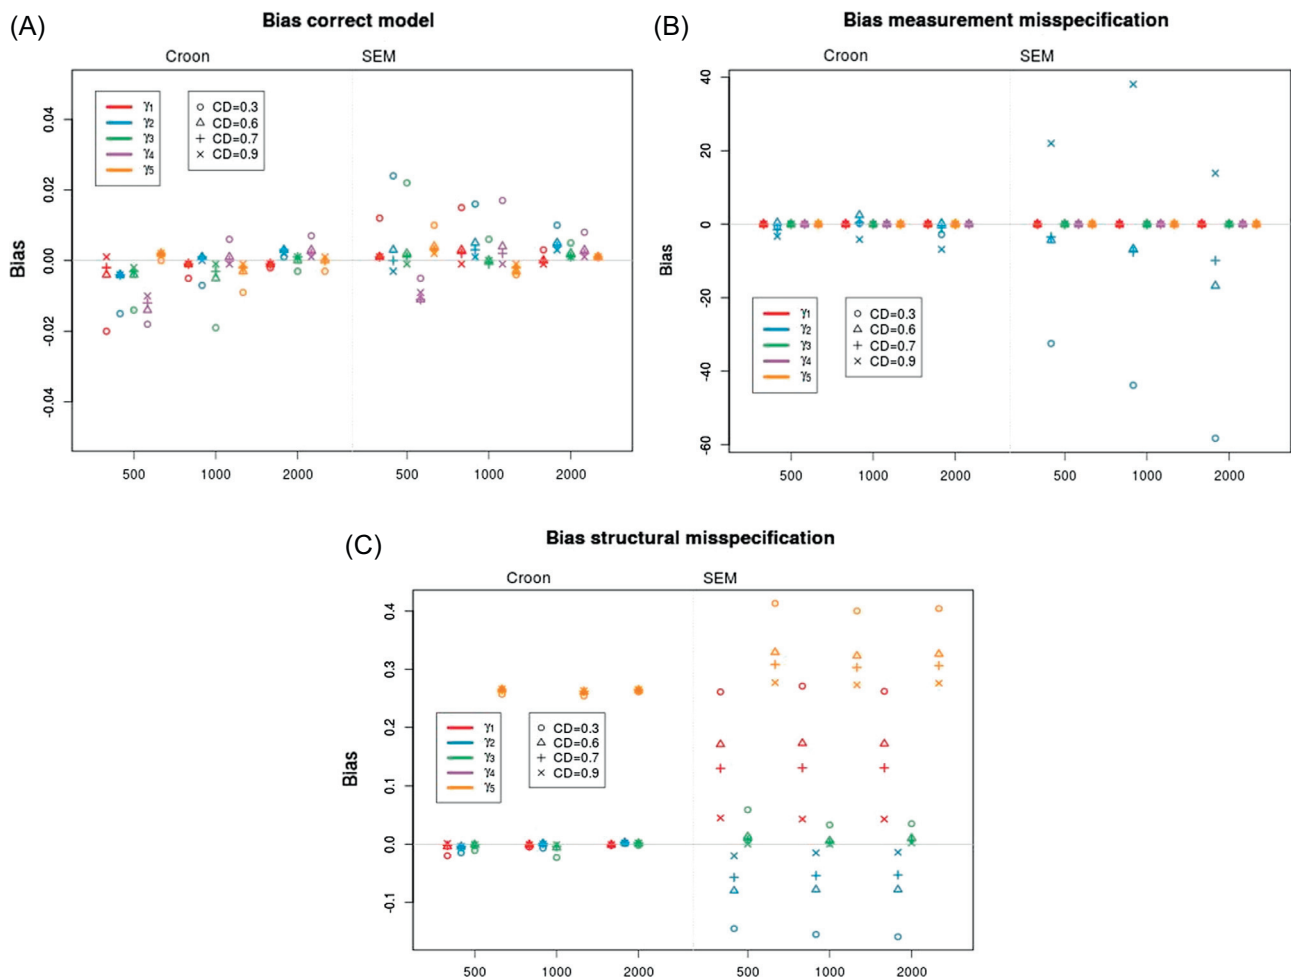 (A)
Bias correct model
Croon SEM
Bias
0.04
0.02
0.00
-0.02
-0.04
γ1
γ2
γ3
γ4
γ5
CD=0.3
CD=0.6
CD=0.7
CD=0.9
500 1000 2000 500 1000 2000
(B)
Bias measurement misspecification
Croon SEM
Bias
40
20
0
-20
-40
-60
γ1
γ2
γ3
γ4
γ5
CD=0.3
CD=0.6
CD=0.7
CD=0.9
500 1000 2000 500 1000 2000
(C)
Bias structural misspecification
Croon SEM
Bias
0.4
0.3
0.2
0.1
0.0
-0.1
γ1
γ2
γ3
γ4
γ5
CD=0.3
CD=0.6
CD=0.7
CD=0.9
500 1000 2000 500 1000 2000